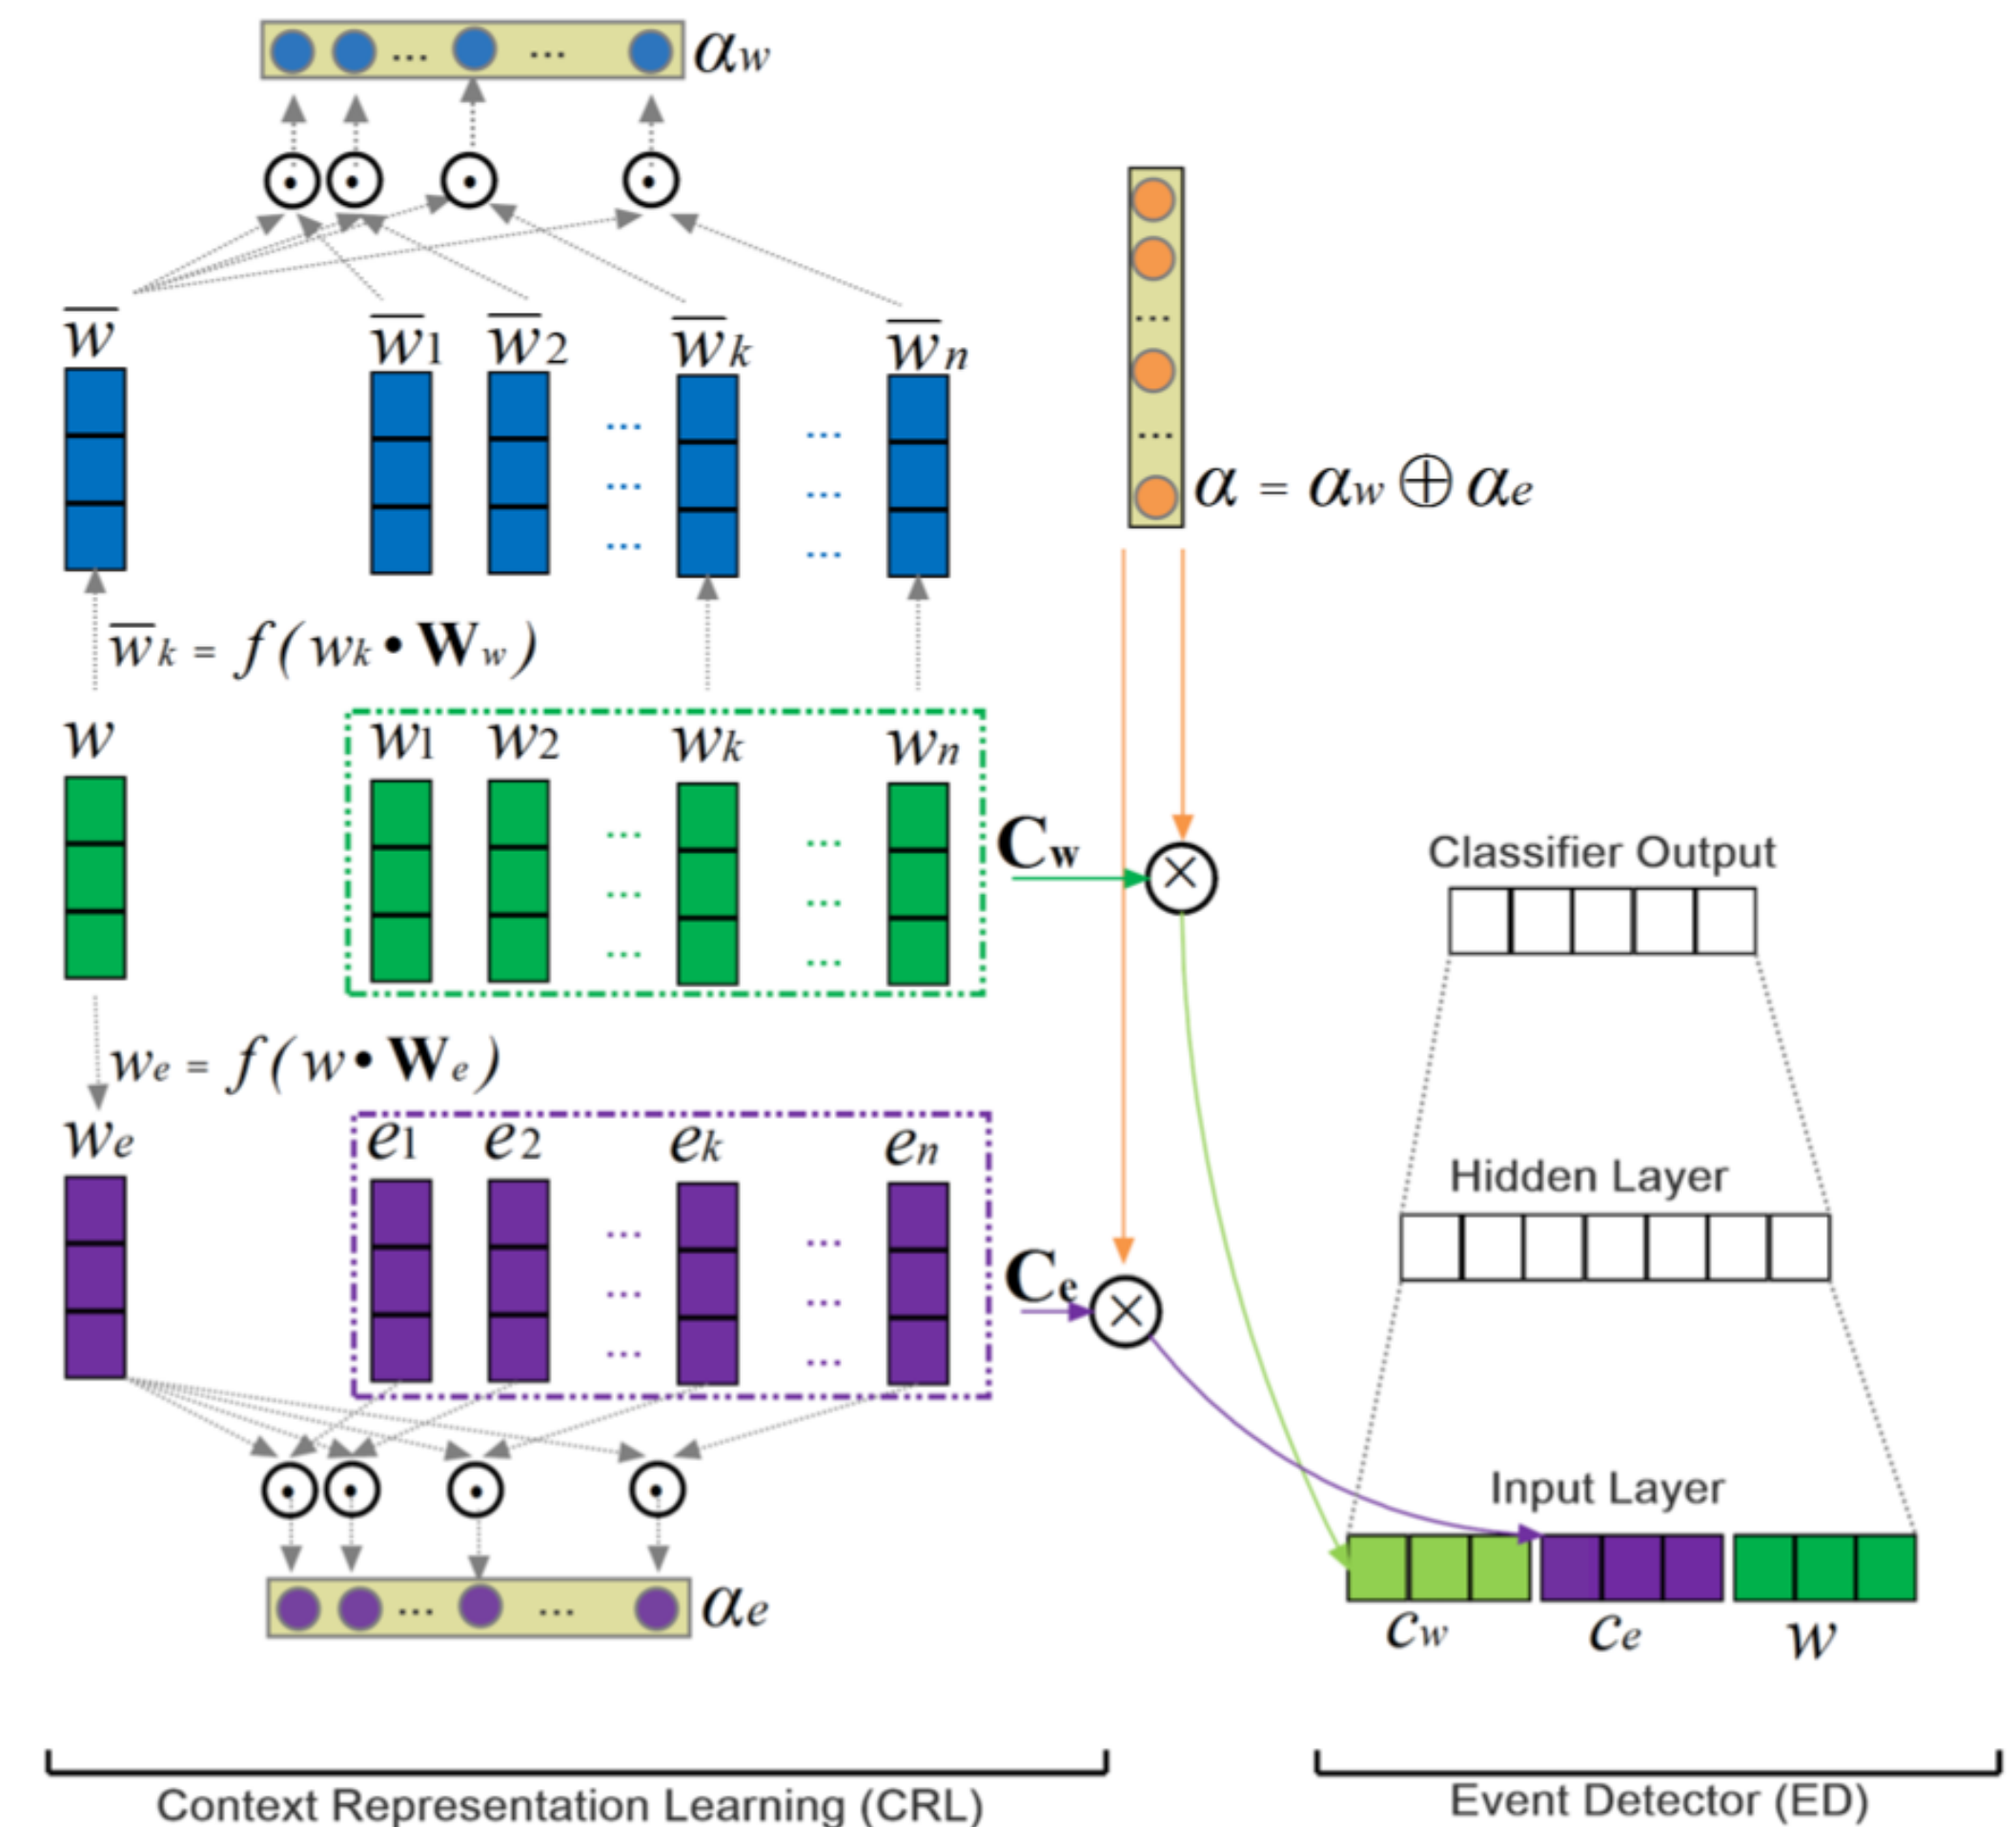 ... ... αw
w̅ w̅1 w̅2 w̅k w̅n
... ...
... ...
... ...
...
...
α = αw ⊕ αe
w̅k = f(wk • Ww)
w w1 w2 wk wn
... ...
... ...
... ...
Cw
we = f(w • We)
we e1 e2 ek en
... ...
... ...
... ...
Ce
... ... αe
Classifier Output
Hidden Layer
Input Layer
cw ce w
Context Representation Learning (CRL)
Event Detector (ED)